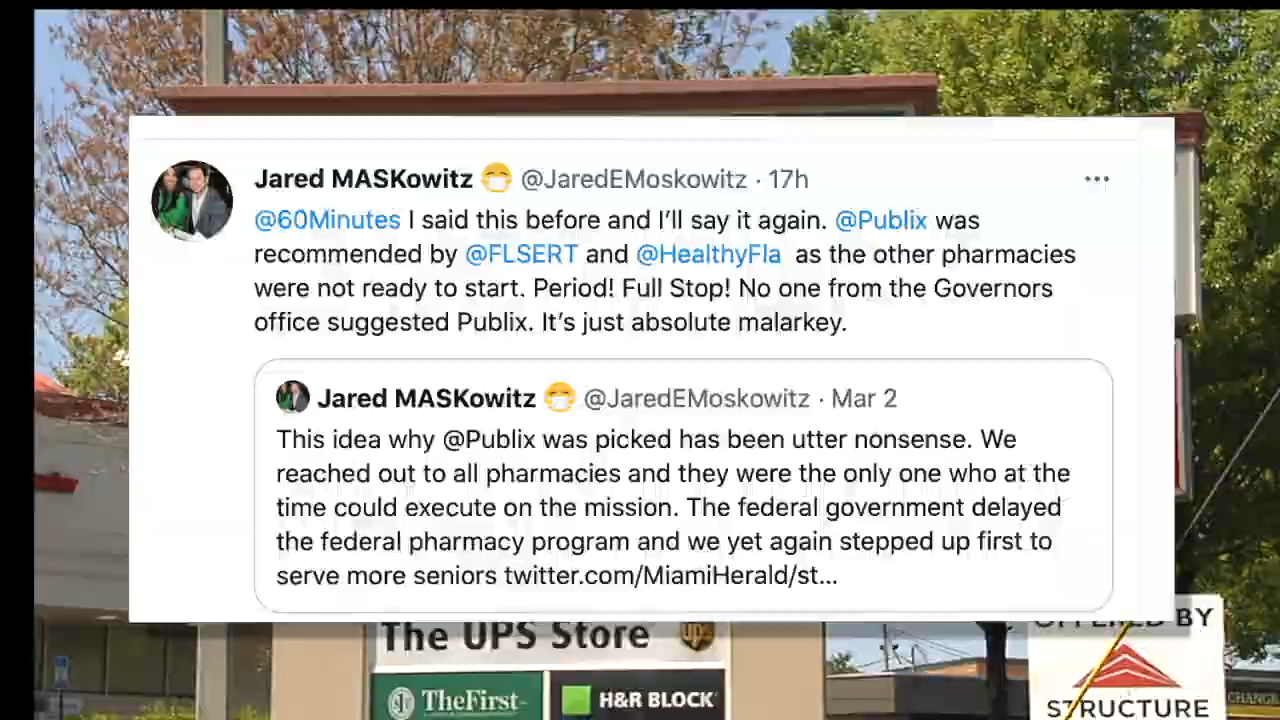 Jared MASKowitz 😷 @JaredEMoskowitz · 17h
@60Minutes I said this before and I'll say it again. @Publix was
recommended by @FLSERT and @HealthyFla as the other pharmacies
were not ready to start. Period! Full Stop! No one from the Governors
office suggested Publix. It's just absolute malarkey.
Jared MASKowitz 😷 @JaredEMoskowitz · Mar 2
This idea why @Publix was picked has been utter nonsense. We
reached out to all pharmacies and they were the only one who at the
time could execute on the mission. The federal government delayed
the federal pharmacy program and we yet again stepped up first to
serve more seniors twitter.com/MiamiHerald/st...
The UPS Store ups
TheFirst
H&R BLOCK
OFFERED BY
STRUCTURE
CHANGE